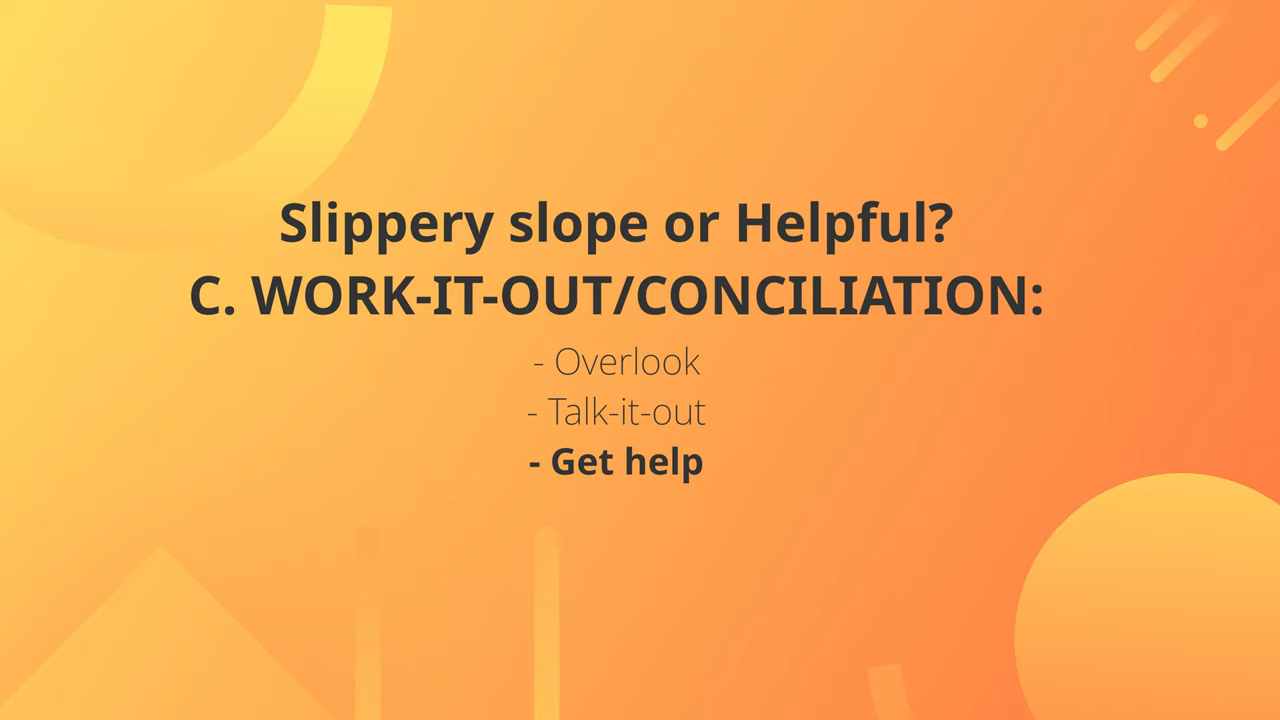 Slippery slope or Helpful?
C. WORK-IT-OUT/CONCILIATION:
- Overlook
- Talk-it-out
- Get help